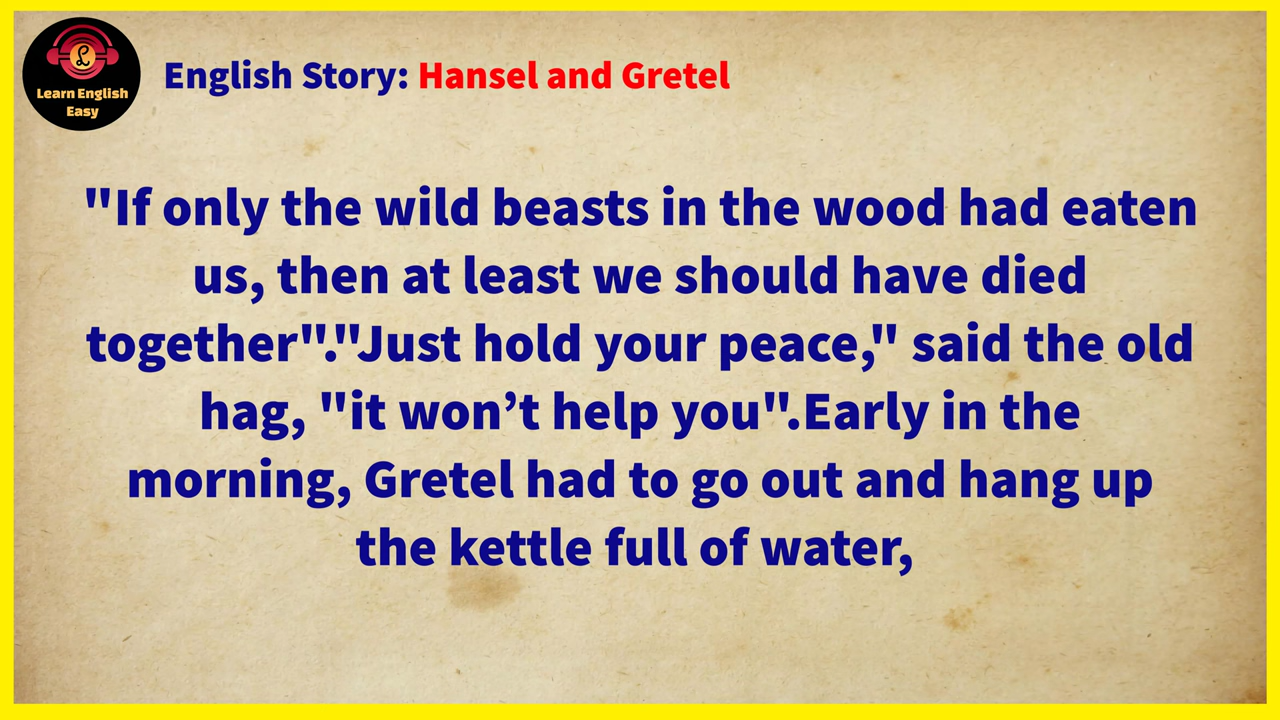 Learn English
Easy
English Story: Hansel and Gretel
"If only the wild beasts in the wood had eaten
us, then at least we should have died
together"."Just hold your peace," said the old
hag, "it won’t help you".Early in the
morning, Gretel had to go out and hang up
the kettle full of water,